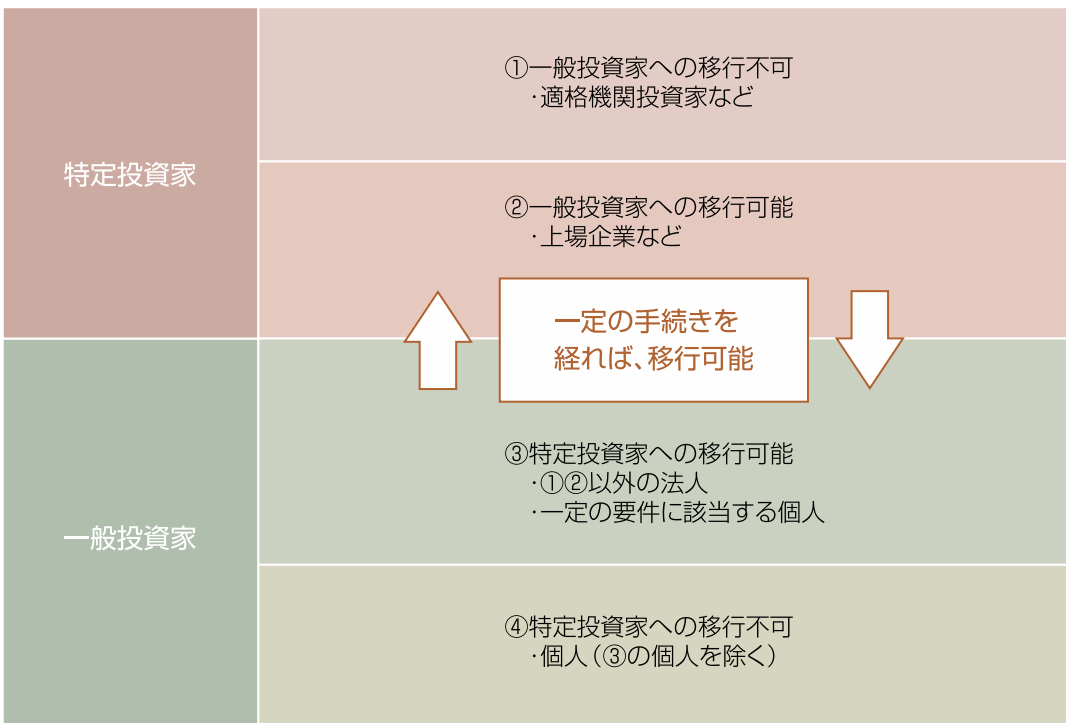 特定投資家
①一般投資家への移行不可
・適格機関投資家など
②一般投資家への移行可能
・上場企業など
一定の手続きを
経れば、移行可能
一般投資家
③特定投資家への移行可能
・①②以外の法人
・一定の要件に該当する個人
④特定投資家への移行不可
・個人（③の個人を除く）